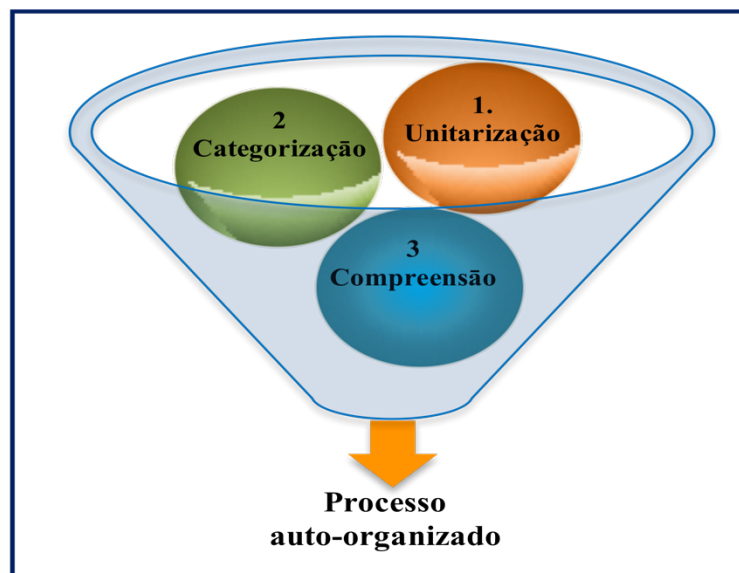 1.
Unitarização
2
Categorização
3
Compreensão
Processo
auto-organizado